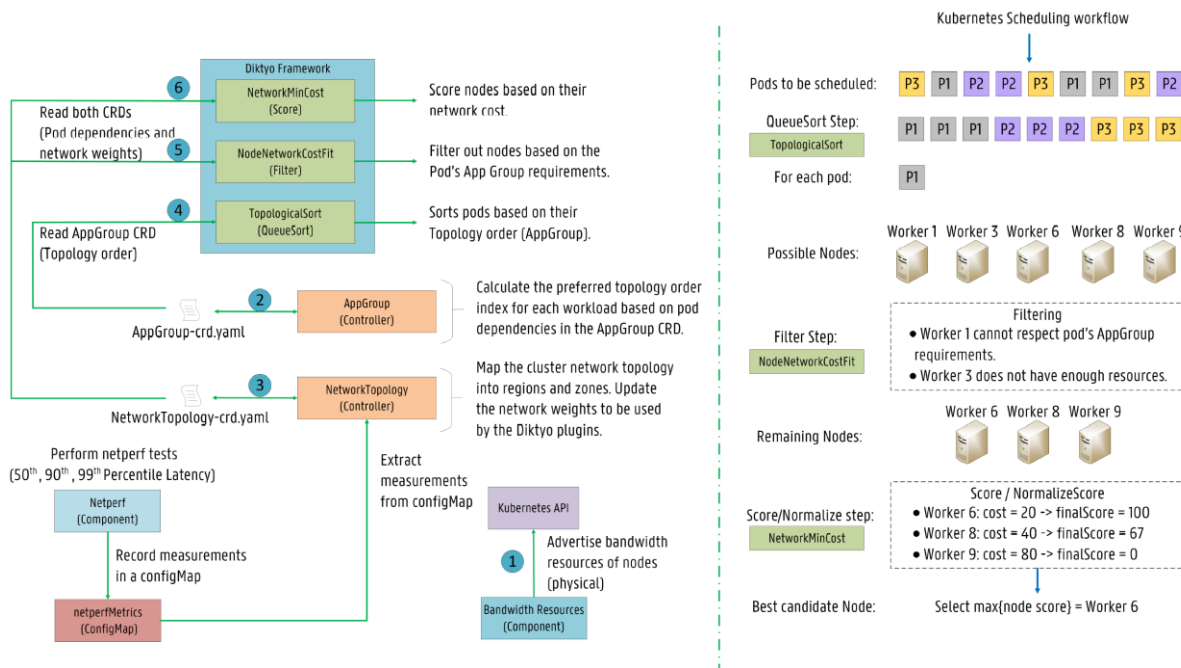 Diktyo Framework
6
NetworkMinCost
(Score)
Score nodes based on their
network cost.
Read both CRDs
(Pod dependencies and
network weights)
5
NodeNetworkCostFit
(Filter)
Filter out nodes based on the
Pod's App Group requirements.
4
TopologicalSort
(QueueSort)
Sorts pods based on their
Topology order (AppGroup).
Read AppGroup CRD
(Topology order)
2
AppGroup
(Controller)
Calculate the preferred topology order
index for each workload based on pod
dependencies in the AppGroup CRD.
AppGroup-crd.yaml
3
NetworkTopology
(Controller)
Map the cluster network topology
into regions and zones. Update
the network weights to be used
by the Diktyo plugins.
NetworkTopology-crd.yaml
Perform netperf tests
(50th, 90th, 99th Percentile Latency)
Netperf
(Component)
Record measurements
in a configMap
netperfMetrics
(ConfigMap)
Extract
measurements
from configMap
Kubernetes API
1
Advertise bandwidth
resources of nodes
(physical)
Bandwidth Resources
(Component)
Kubernetes Scheduling workflow
Pods to be scheduled:
P3 P1 P2 P2 P3 P1 P1 P3 P2
QueueSort Step:
TopologicalSort
P1 P1 P1 P2 P2 P2 P3 P3 P3
For each pod:
P1
Worker 1 Worker 3 Worker 6 Worker 8 Worker 9
Possible Nodes:
Filter Step:
NodeNetworkCostFit
Filtering
• Worker 1 cannot respect pod's AppGroup
requirements.
• Worker 3 does not have enough resources.
Worker 6 Worker 8 Worker 9
Remaining Nodes:
Score/Normalize step:
NetworkMinCost
Score / NormalizeScore
• Worker 6: cost = 20 -> finalScore = 100
• Worker 8: cost = 40 -> finalScore = 67
• Worker 9: cost = 80 -> finalScore = 0
Best candidate Node:
Select max{node score} = Worker 6